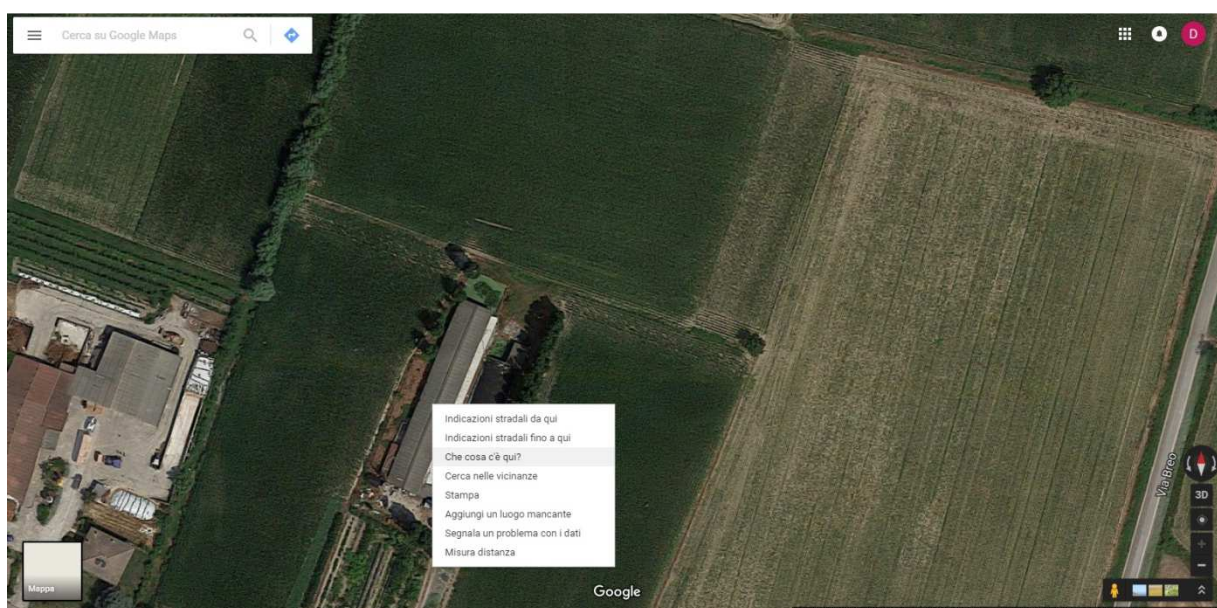 Cerca su Google Maps
D
Indicazioni stradali da qui
Indicazioni stradali fino a qui
Che cosa c'è qui?
Cerca nelle vicinanze
Stampa
Aggiungi un luogo mancante
Segnala un problema con i dati
Misura distanza
Via Breo
3D
Mappa
Google